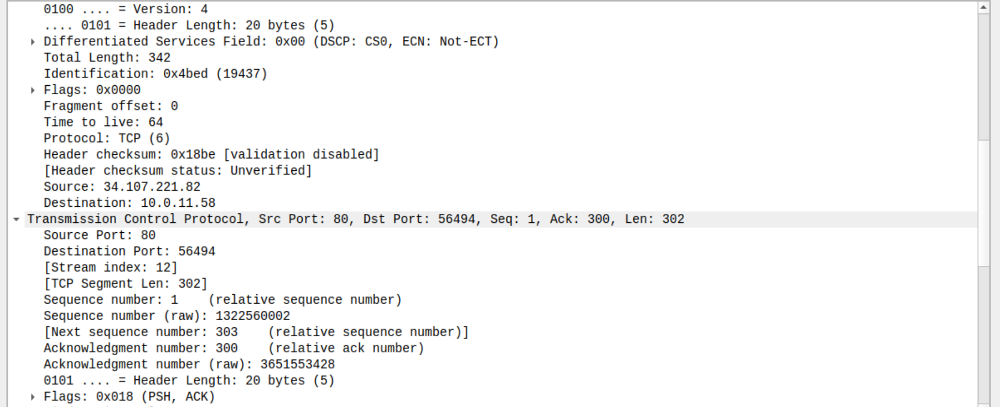 0100 .... = Version: 4
.... 0101 = Header Length: 20 bytes (5)
Differentiated Services Field: 0x00 (DSCP: CS0, ECN: Not-ECT)
Total Length: 342
Identification: 0x4bed (19437)
Flags: 0x0000
Fragment offset: 0
Time to live: 64
Protocol: TCP (6)
Header checksum: 0x18be [validation disabled]
[Header checksum status: Unverified]
Source: 34.107.221.82
Destination: 10.0.11.58
Transmission Control Protocol, Src Port: 80, Dst Port: 56494, Seq: 1, Ack: 300, Len: 302
Source Port: 80
Destination Port: 56494
[Stream index: 12]
[TCP Segment Len: 302]
Sequence number: 1    (relative sequence number)
Sequence number (raw): 1322560002
[Next sequence number: 303    (relative sequence number)]
Acknowledgment number: 300    (relative ack number)
Acknowledgment number (raw): 3651553428
0101 .... = Header Length: 20 bytes (5)
Flags: 0x018 (PSH, ACK)